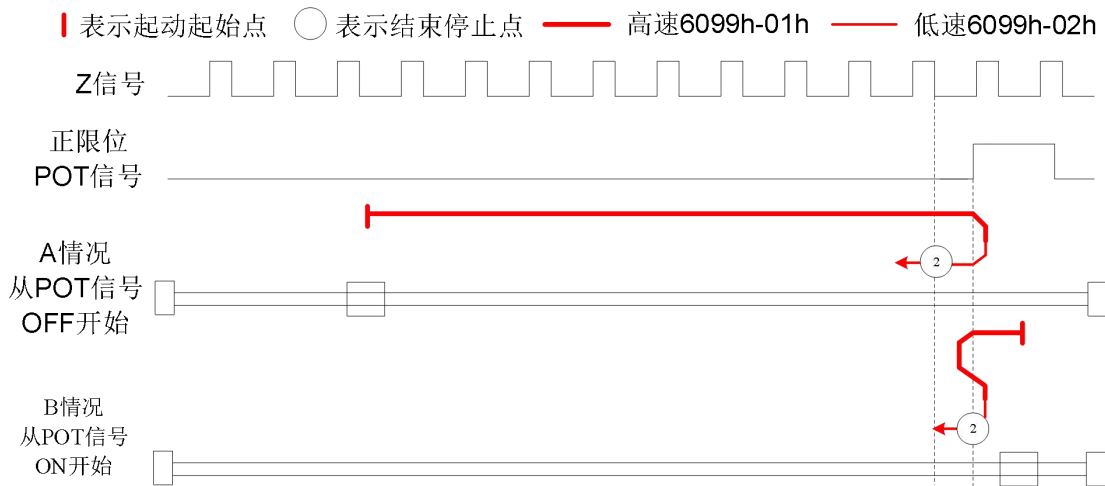 表示起动起始点 表示结束停止点 高速6099h-01h 低速6099h-02h
Z信号
正限位
POT信号
A情况
从POT信号
OFF开始
2
B情况
从POT信号
ON开始
2